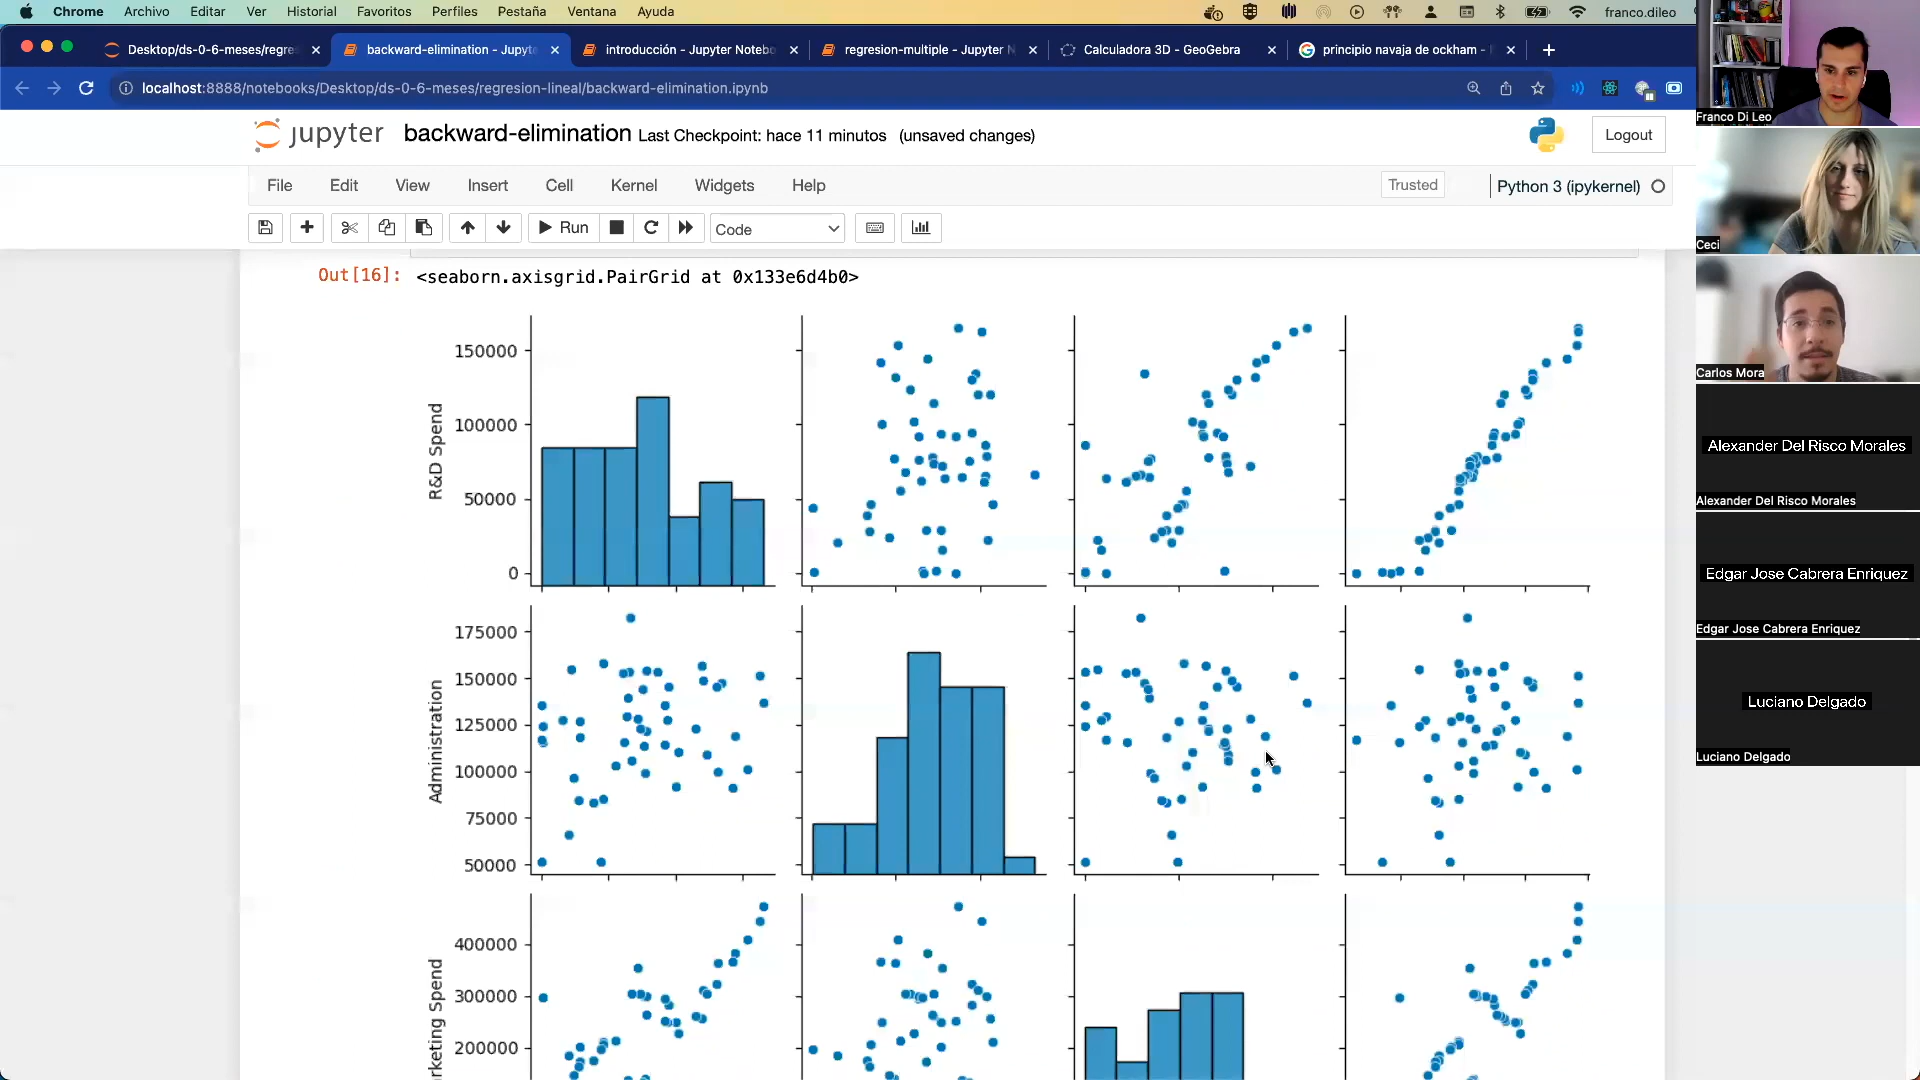 Chrome Archivo Editar Ver Historial Favoritos Perfiles Pestaña Ventana Ayuda franco.dileo
Desktop/ds-0-6-meses/regre
backward-elimination - Jupyt
introducción - Jupyter Notebo
regresion-multiple - Jupyter N
Calculadora 3D - GeoGebra
principio navaja de ockham -
localhost:8888/notebooks/Desktop/ds-0-6-meses/regresion-lineal/backward-elimination.ipynb
jupyter backward-elimination Last Checkpoint: hace 11 minutos (unsaved changes)
Logout
File Edit View Insert Cell Kernel Widgets Help
Trusted
Python 3 (ipykernel)
Run
Code
Out[16]: <seaborn.axisgrid.PairGrid at 0x133e6d4b0>
R&D Spend
150000
100000
50000
0
Administration
175000
150000
125000
100000
75000
50000
rketing Spend
400000
300000
200000
Franco Di Leo
Ceci
Carlos Mora
Alexander Del Risco Morales
Alexander Del Risco Morales
Edgar Jose Cabrera Enriquez
Edgar Jose Cabrera Enriquez
Luciano Delgado
Luciano Delgado